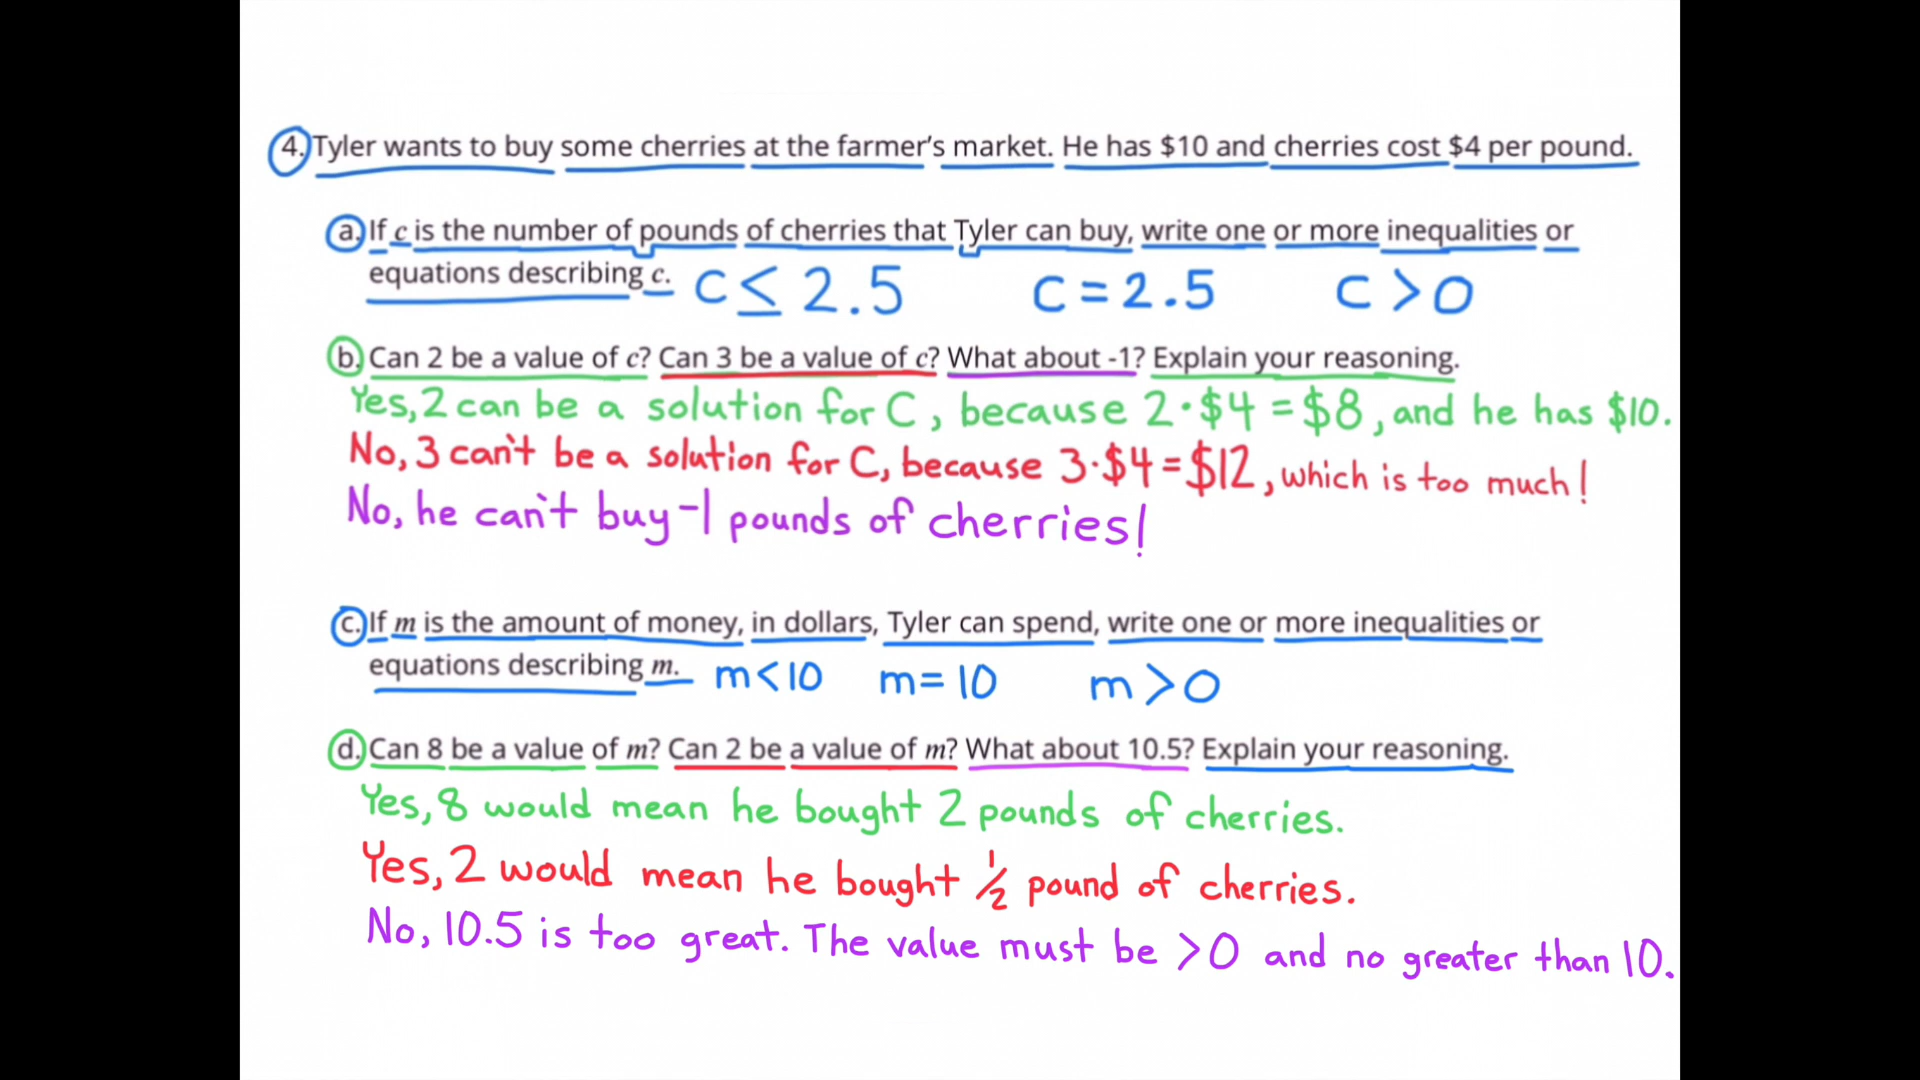 4. Tyler wants to buy some cherries at the farmer's market. He has $10 and cherries cost $4 per pound.
a. If c is the number of pounds of cherries that Tyler can buy, write one or more inequalities or
equations describing c. C ≤ 2.5 C = 2.5 C > 0
b. Can 2 be a value of c? Can 3 be a value of c? What about -1? Explain your reasoning.
Yes, 2 can be a solution for C, because 2·$4 = $8, and he has $10.
No, 3 can't be a solution for C, because 3·$4 = $12, which is too much!
No, he can't buy -1 pounds of cherries!
c. If m is the amount of money, in dollars, Tyler can spend, write one or more inequalities or
equations describing m. m < 10 m = 10 m > 0
d. Can 8 be a value of m? Can 2 be a value of m? What about 10.5? Explain your reasoning.
Yes, 8 would mean he bought 2 pounds of cherries.
Yes, 2 would mean he bought 1/2 pound of cherries.
No, 10.5 is too great. The value must be >0 and no greater than 10.